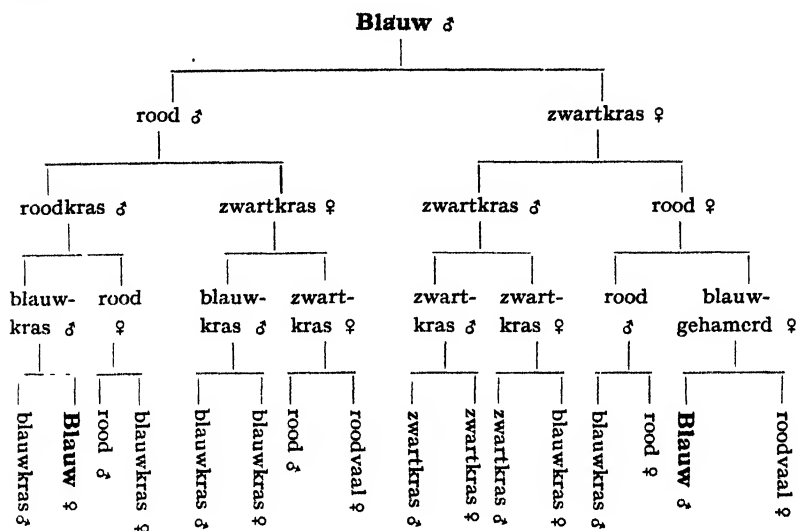 Blauw ♂
rood ♂ zwartkras ♀
roodkras ♂ zwartkras ♀ zwartkras ♂ rood ♀
blauw- rood blauw- zwart- zwart- zwart- rood blauw-
kras ♂ ♀ kras ♂ kras ♀ kras ♂ kras ♀ ♂ gehamerd ♀
blauwkras ♂
Blauw ♀
rood ♂
blauwkras ♀
blauwkras ♂
blauwkras ♀
rood ♂
roodvaal ♀
zwartkras ♂
zwartkras ♀
zwartkras ♂
blauwkras ♀
blauwkras ♂
rood ♀
Blauw ♂
roodvaal ♀